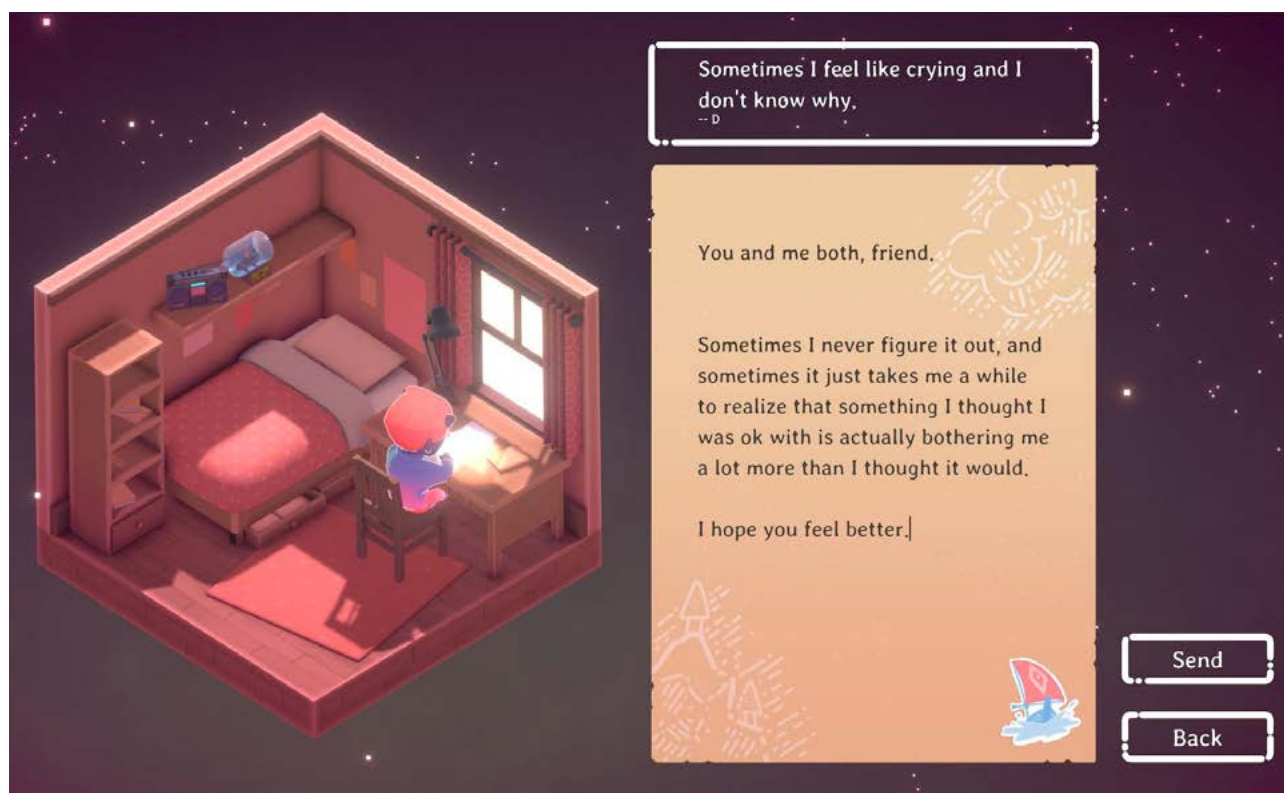 Sometimes I feel like crying and I
don't know why.
-- D
You and me both, friend.
Sometimes I never figure it out, and
sometimes it just takes me a while
to realize that something I thought I
was ok with is actually bothering me
a lot more than I thought it would.
I hope you feel better.
Send
Back